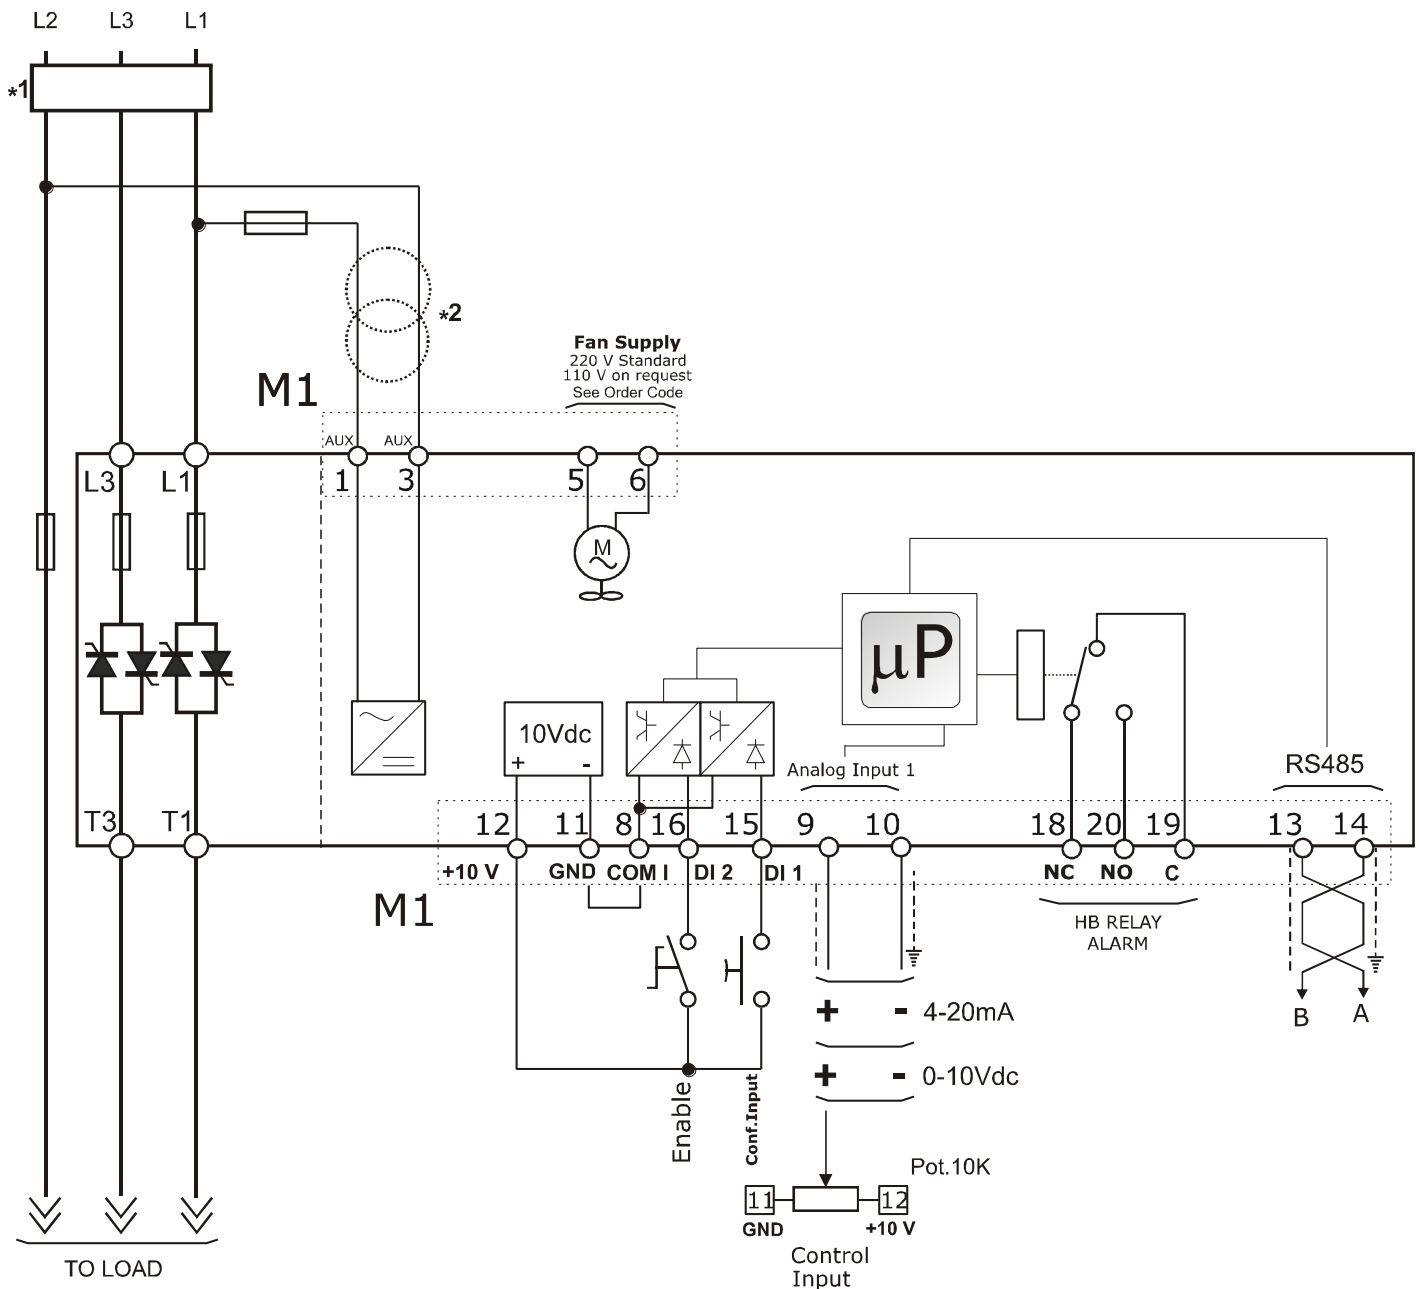 L2 L3 L1
*1
*2
Fan Supply
220 V Standard
110 V on request
See Order Code
M1
AUX AUX
L3 L1 1 3 5 6
M
µP
10Vdc
+ -
Analog Input 1
RS485
T3 T1 12 11 8 16 15 9 10 18 20 19 13 14
+10 V GND COM I DI 2 DI 1 NC NO C
M1
HB RELAY
ALARM
+ - 4-20mA
B A
+ - 0-10Vdc
Enable
Conf.Input
Pot.10K
11 12
GND +10 V
Control
Input
TO LOAD